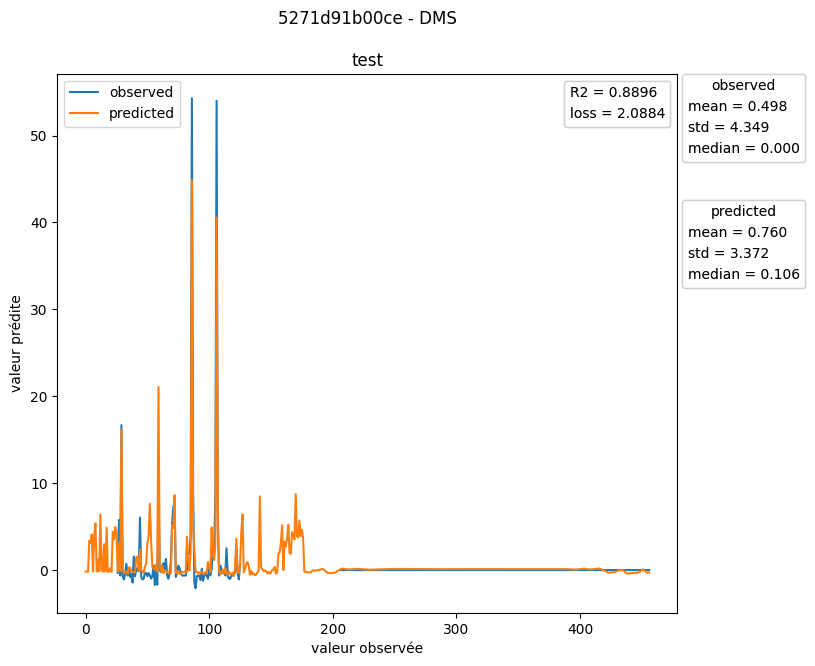 5271d91b00ce - DMS
test
observed
predicted
R2 = 0.8896
loss = 2.0884
observed
mean = 0.498
std = 4.349
median = 0.000
predicted
mean = 0.760
std = 3.372
median = 0.106
valeur prédite
50
40
30
20
10
0
0 100 200 300 400
valeur observée